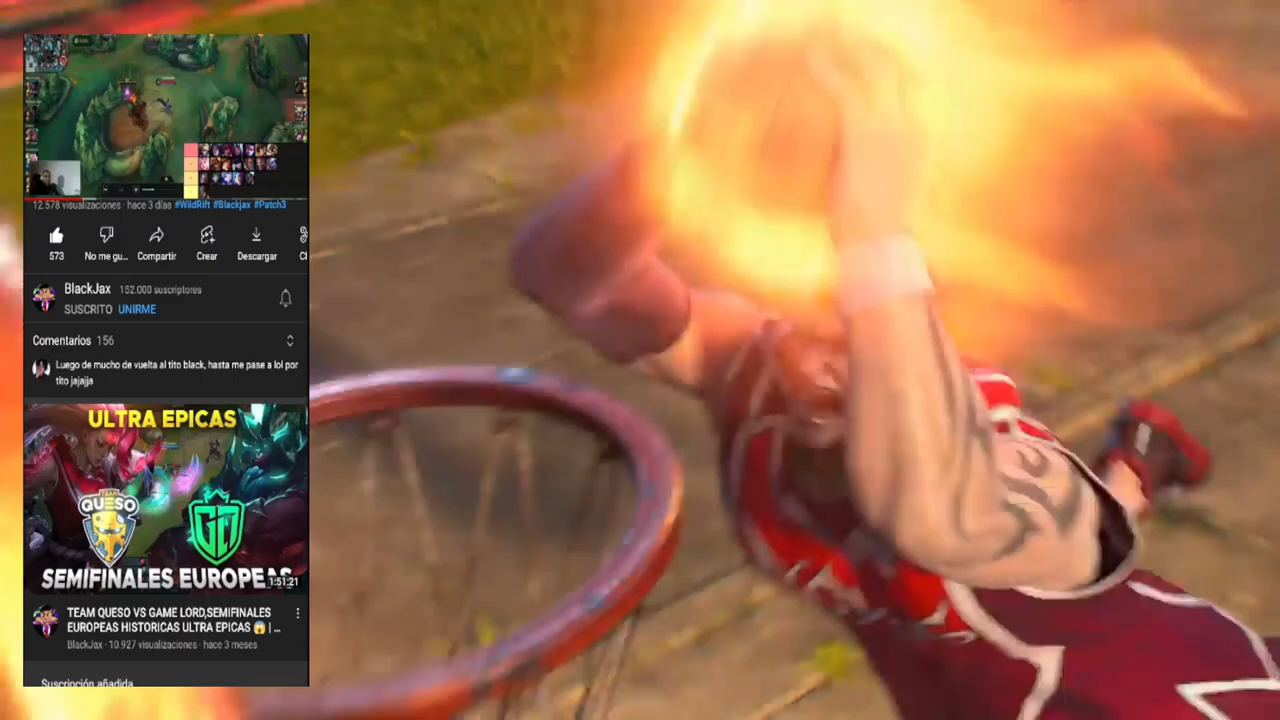 12.578 visualizaciones · hace 3 días #WildRift #Blackjax #Patch3
573
No me gu...
Compartir
Crear
Descargar
BlackJax 152.000 suscriptores
SUSCRITO UNIRME
Comentarios 156
Luego de mucho de vuelta al tito black, hasta me pase a lol por
tito jajajja
ULTRA EPICAS
TEAM
QUESO
SEMIFINALES EUROPEAS
1:51:21
TEAM QUESO VS GAME LORD,SEMIFINALES
EUROPEAS HISTORICAS ULTRA EPICAS 😱 | ...
BlackJax · 10.927 visualizaciones · hace 3 meses
Suscripción añadida